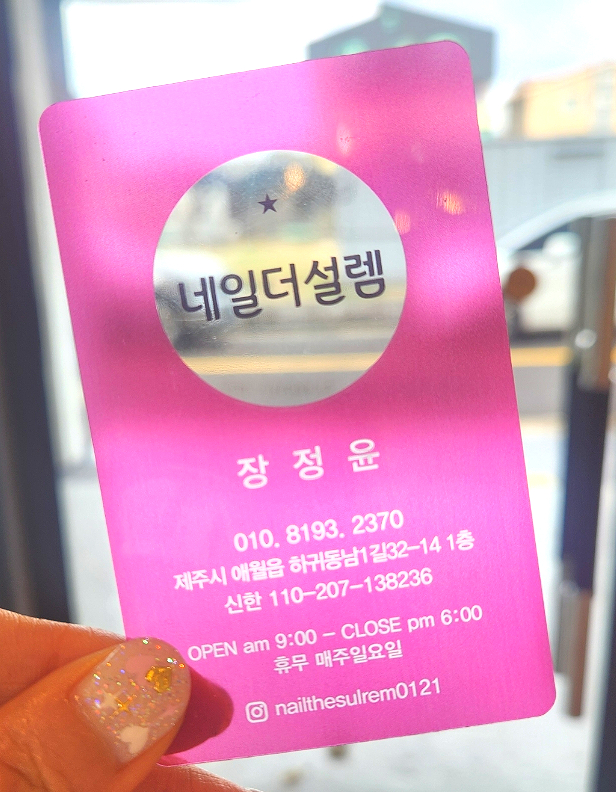 네일더설렘
장 정 윤
010. 8193. 2370
제주시 애월읍 하귀동남1길32-14 1층
신한 110-207-138236
OPEN am 9:00 - CLOSE pm 6:00
휴무 매주일요일
nailthesulrem0121